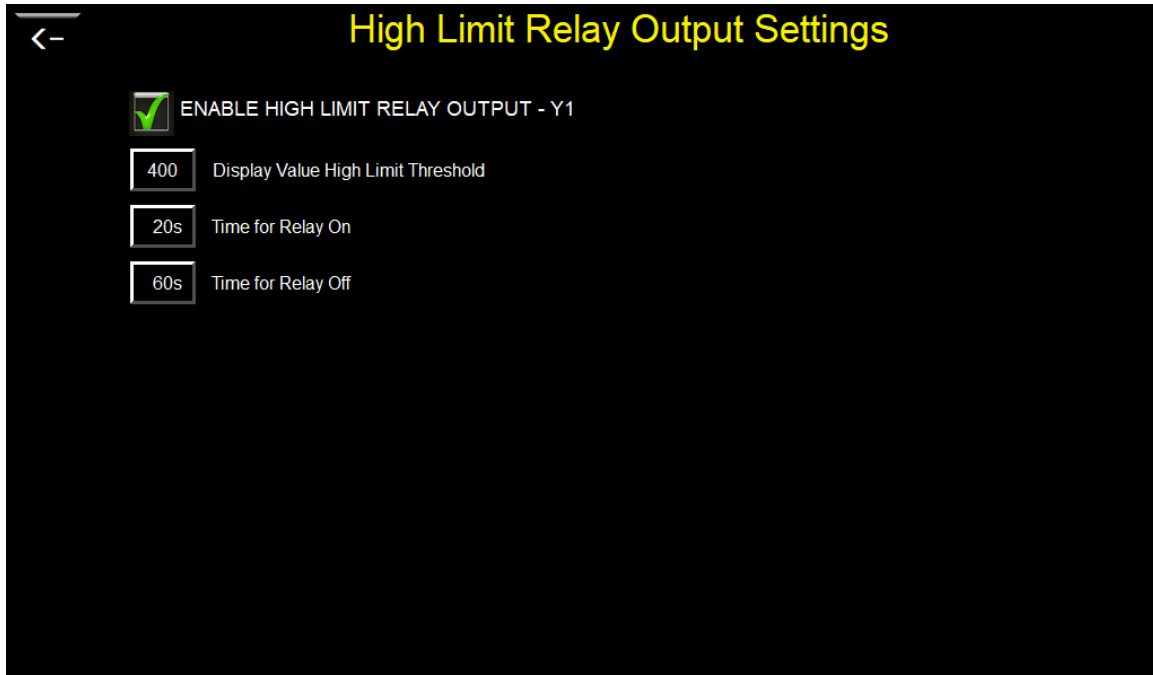 <-
High Limit Relay Output Settings
ENABLE HIGH LIMIT RELAY OUTPUT - Y1
400 Display Value High Limit Threshold
20s Time for Relay On
60s Time for Relay Off